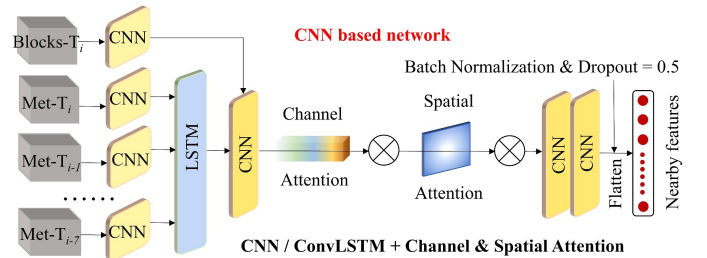 Blocks-Ti
CNN
CNN based network
Batch Normalization & Dropout = 0.5
Met-Ti
CNN
Channel
Spatial
Met-Ti-1
CNN
LSTM
CNN
CNN
CNN
Flatten
Nearby features
Attention
Attention
Met-Ti-7
CNN
CNN / ConvLSTM + Channel & Spatial Attention